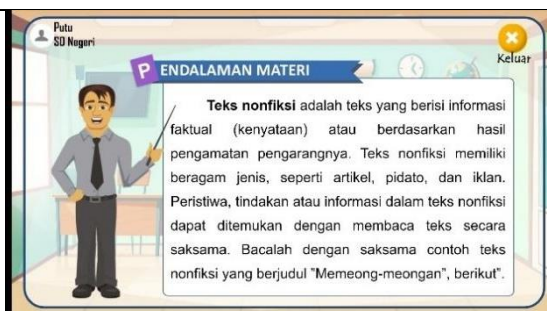 Putu
SD Nugeri
Keluar
PENDALAMAN MATERI
Teks nonfiksi adalah teks yang berisi informasi
faktual (kenyataan) atau berdasarkan hasil
pengamatan pengarangnya. Teks nonfiksi memiliki
beragam jenis, seperti artikel, pidato, dan iklan.
Peristiwa, tindakan atau informasi dalam teks nonfiksi
dapat ditemukan dengan membaca teks secara
saksama. Bacalah dengan saksama contoh teks
nonfiksi yang berjudul "Memeong-meongan", berikut".